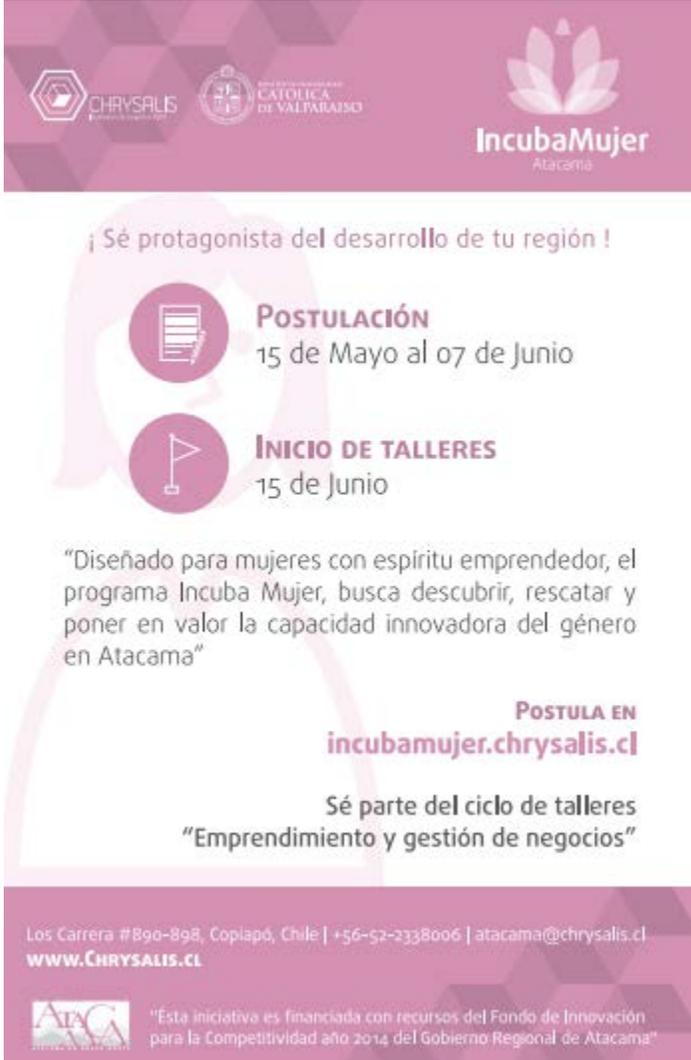 CHRYSALIS
CATOLICA
DE VALPARAISO
IncubaMujer
Atacama
¡ Sé protagonista del desarrollo de tu región !
POSTULACIÓN
15 de Mayo al 07 de Junio
INICIO DE TALLERES
15 de Junio
"Diseñado para mujeres con espíritu emprendedor, el
programa Incuba Mujer, busca descubrir, rescatar y
poner en valor la capacidad innovadora del género
en Atacama"
POSTULA EN
incubamujer.chrysalis.cl
Sé parte del ciclo de talleres
"Emprendimiento y gestión de negocios"
Los Carrera #890-898, Copiapó, Chile | +56-52-2338006 | atacama@chrysalis.cl
WWW.CHRYSALIS.CL
ATACAMA
"Esta iniciativa es financiada con recursos del Fondo de Innovación
para la Competitividad año 2014 del Gobierno Regional de Atacama"